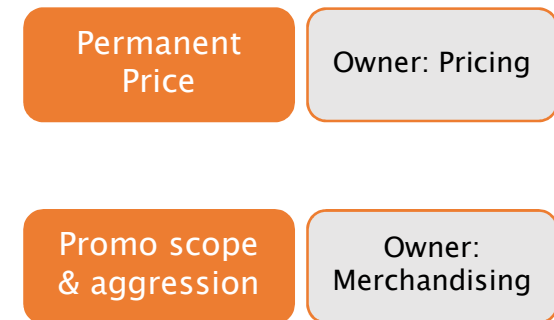 Permanent
Price
Owner: Pricing
Promo scope
& aggression
Owner:
Merchandising